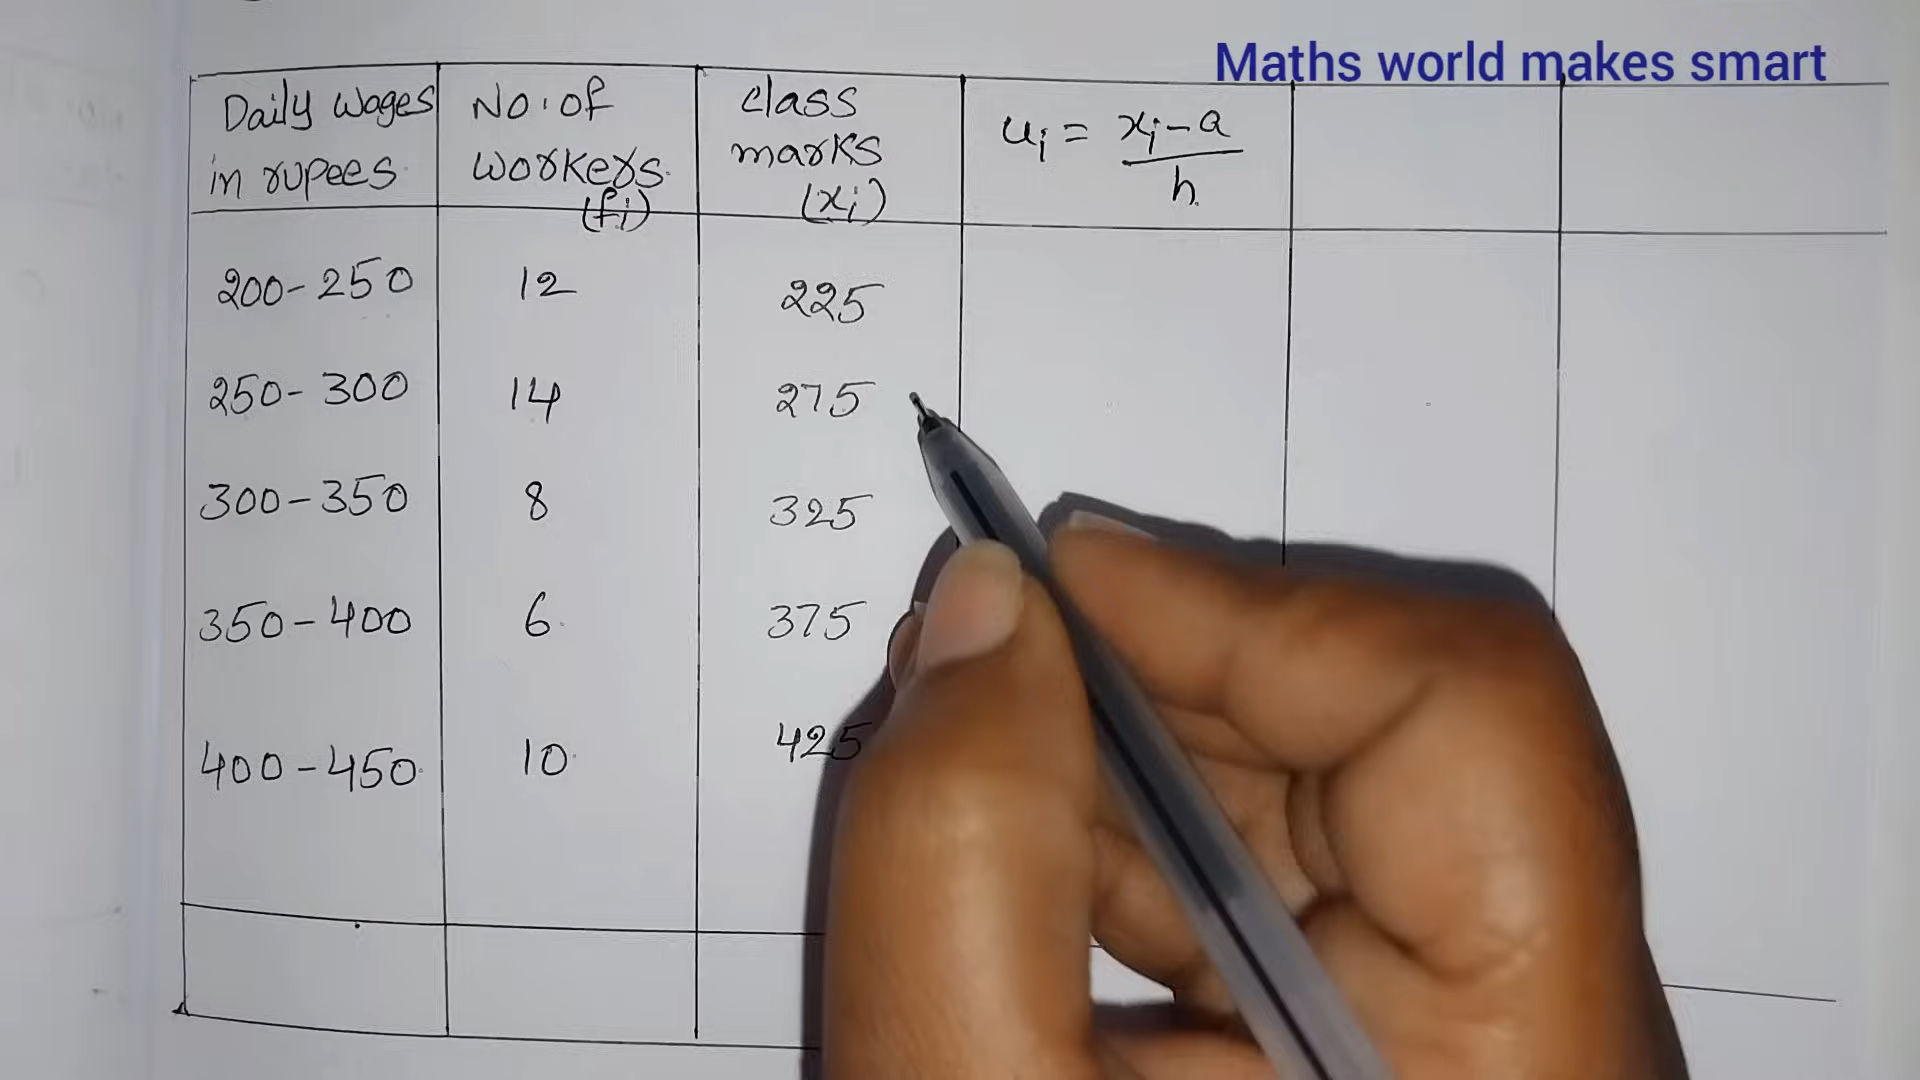 Maths world makes smart
Daily wages
in rupees
No. of
workers.
(fi)
class
marks
(xi)
ui = xi - a
h
200-250 12 225
250-300 14 275
300-350 8 325
350-400 6 375
400-450 10 425